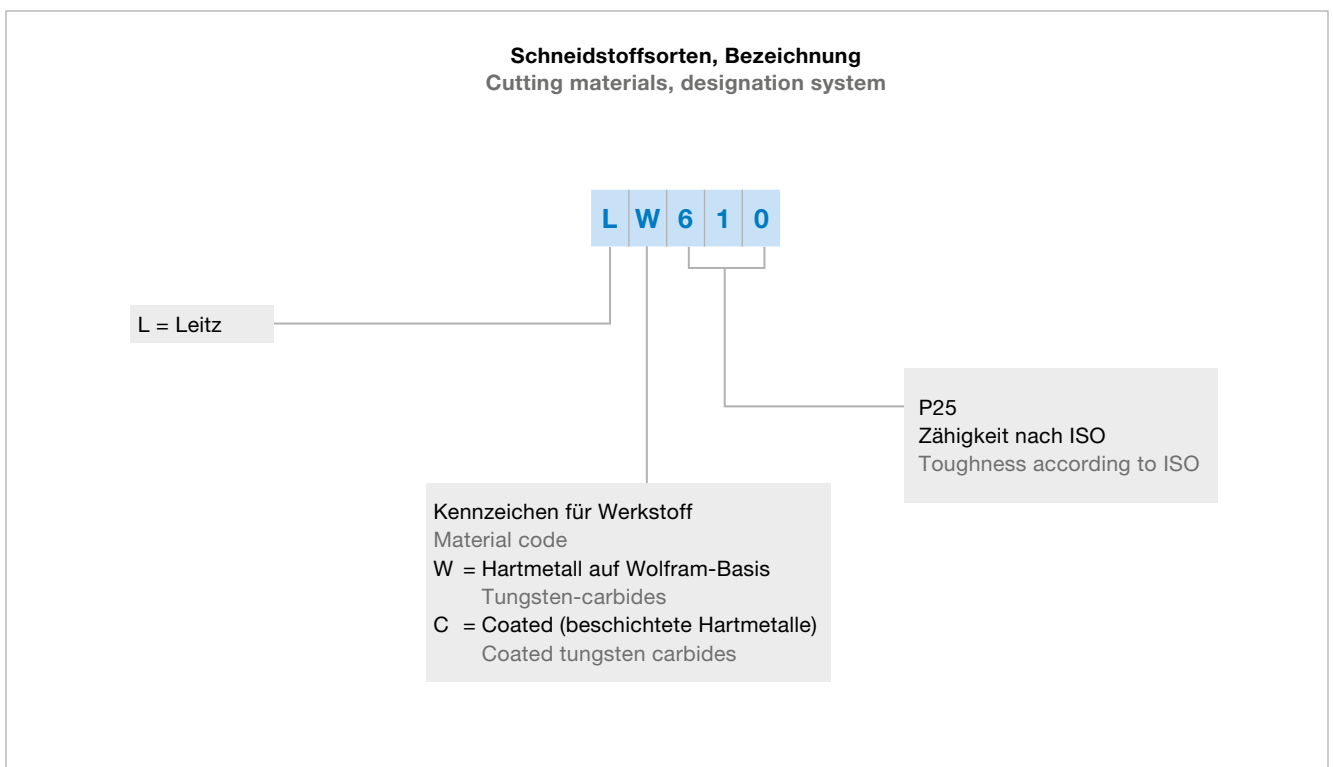 Schneidstoffsorten, Bezeichnung
Cutting materials, designation system
L W 6 1 0
L = Leitz
P25
Zähigkeit nach ISO
Toughness according to ISO
Kennzeichen für Werkstoff
Material code
W = Hartmetall auf Wolfram-Basis
Tungsten-carbides
C = Coated (beschichtete Hartmetalle)
Coated tungsten carbides